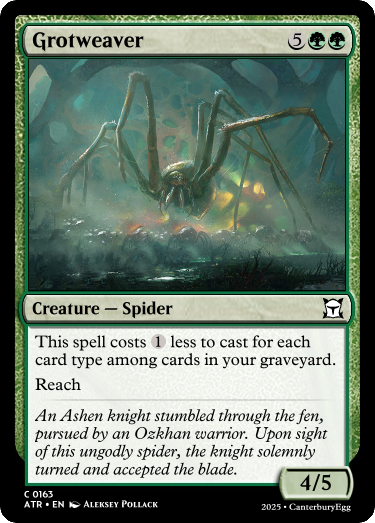 Grotweaver 5
Creature — Spider
This spell costs 1 less to cast for each
card type among cards in your graveyard.
Reach
An Ashen knight stumbled through the fen,
pursued by an Ozkhan warrior. Upon sight
of this ungodly spider, the knight solemnly
turned and accepted the blade.
4/5
C 0163
ATR • EN Aleksey Pollack
2025 • CanterburyEgg